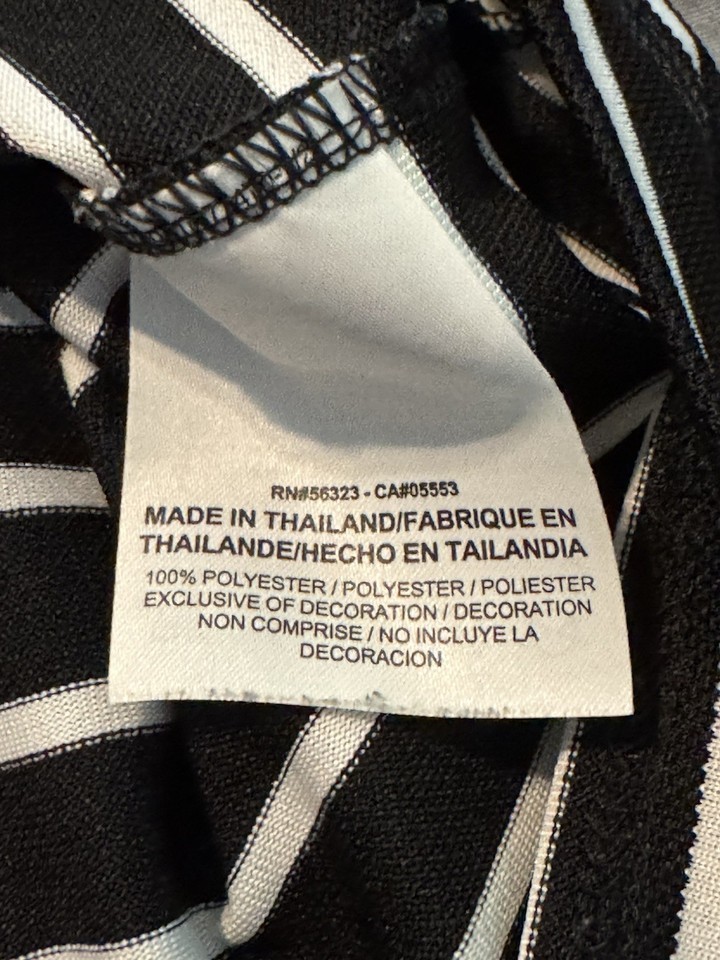 RN#56323 - CA#05553
MADE IN THAILAND/FABRIQUE EN
THAILANDE/HECHO EN TAILANDIA
100% POLYESTER / POLYESTER / POLIESTER
EXCLUSIVE OF DECORATION / DECORATION
NON COMPRISE / NO INCLUYE LA
DECORACION